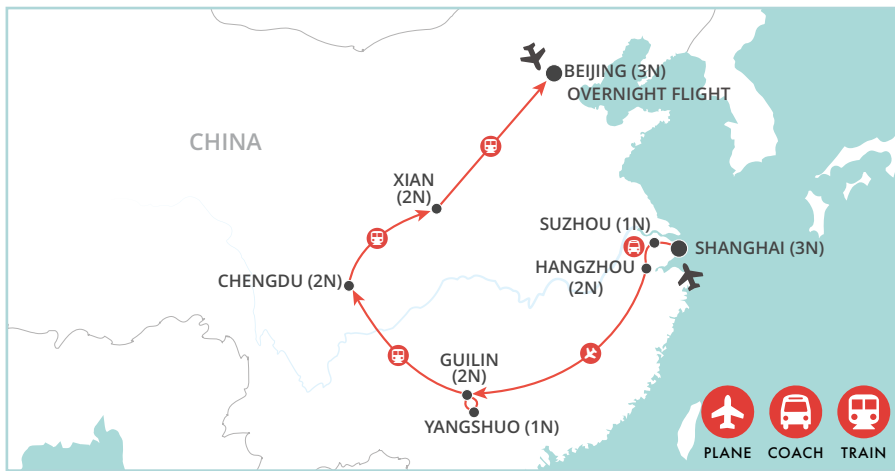 BEIJING (3N)
OVERNIGHT FLIGHT
CHINA
XIAN
(2N)
SUZHOU (1N)
SHANGHAI (3N)
HANGZHOU
(2N)
CHENGDU (2N)
GUILIN
(2N)
YANGSHUO (1N)
PLANE
COACH
TRAIN